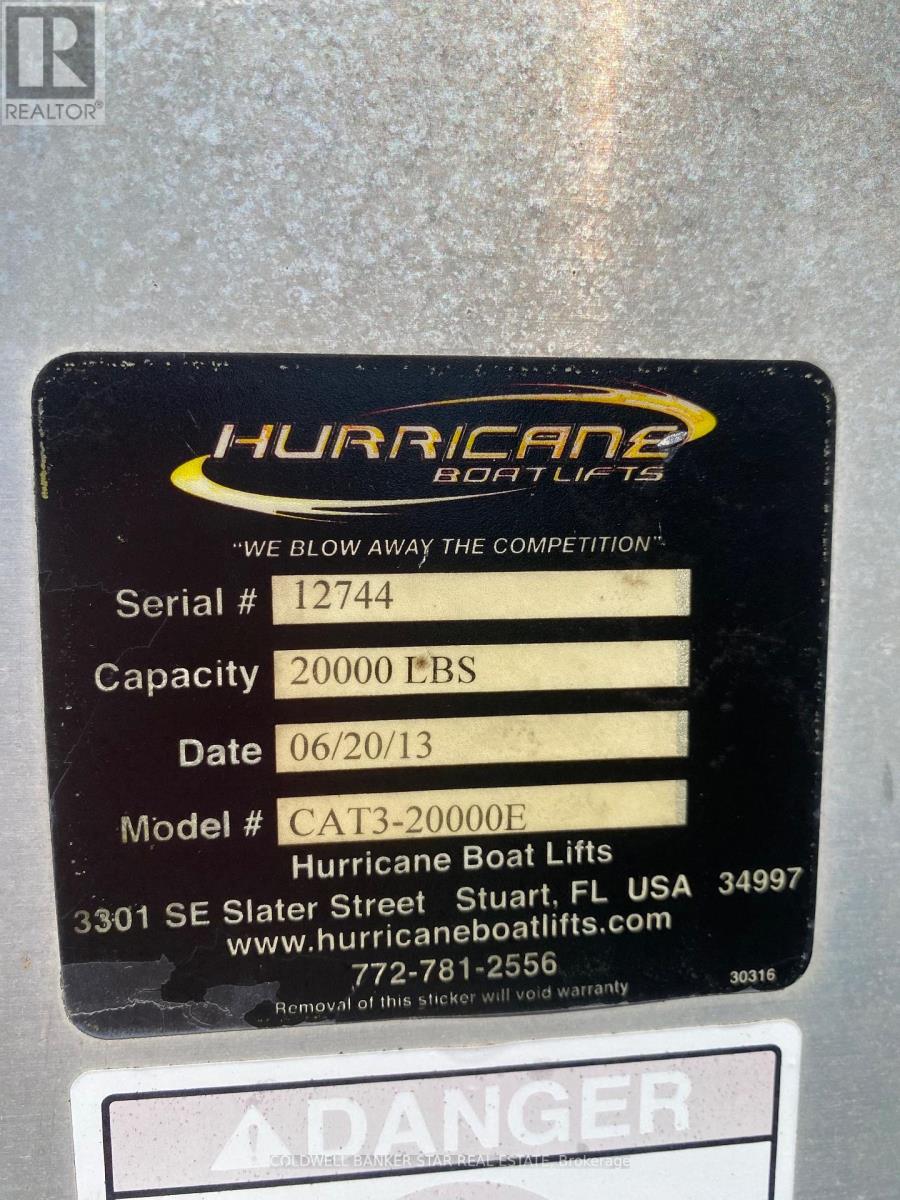 REALTOR®
HURRICANE
BOAT LIFTS
"WE BLOW AWAY THE COMPETITION"
Serial # 12744
Capacity 20000 LBS
Date 06/20/13
Model # CAT3-20000E
Hurricane Boat Lifts
3301 SE Slater Street Stuart, FL USA 34997
www.hurricaneboatlifts.com
772-781-2556
30316
Removal of this sticker will void warranty
DANGER
COLDWELL BANKER STAR REAL ESTATE, Brokerage